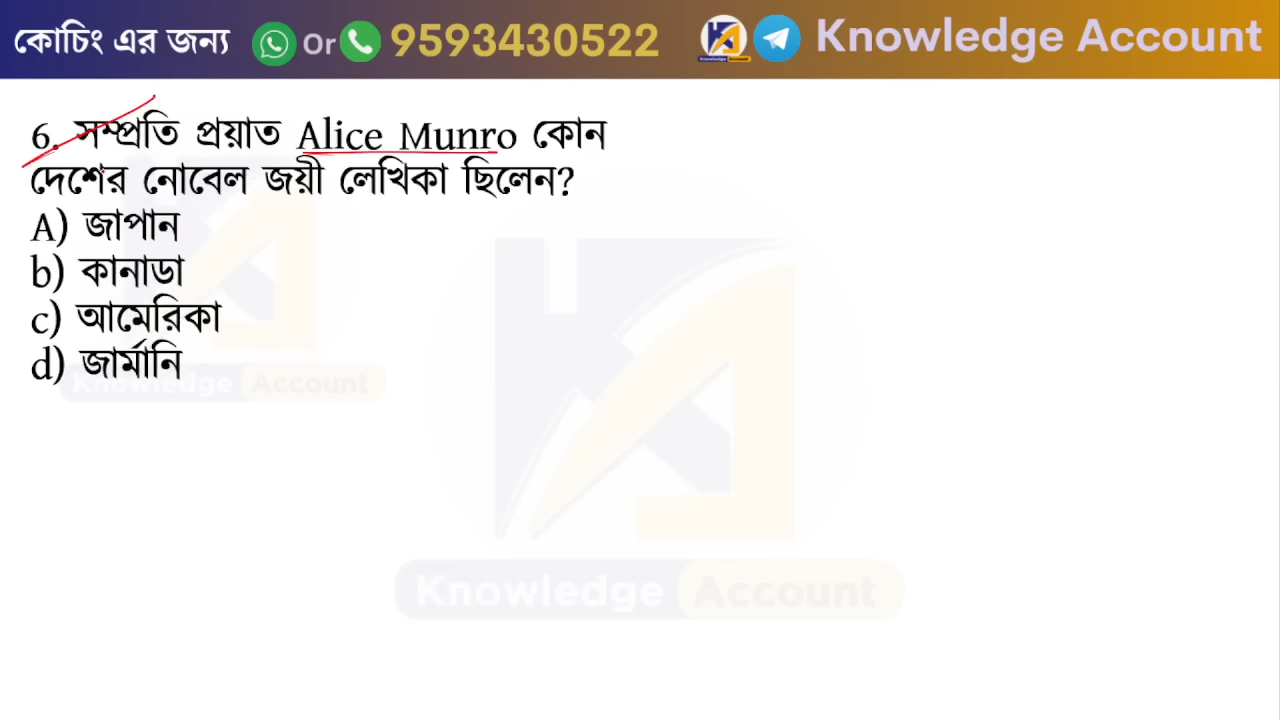 কোচিং এর জন্য Or 9593430522 Knowledge Account
6. সম্প্রতি প্রয়াত Alice Munro কোন
দেশের নোবেল জয়ী লেখিকা ছিলেন?
A) জাপান
b) কানাডা
c) আমেরিকা
d) জার্মানি
Knowledge Account
Knowledge Account